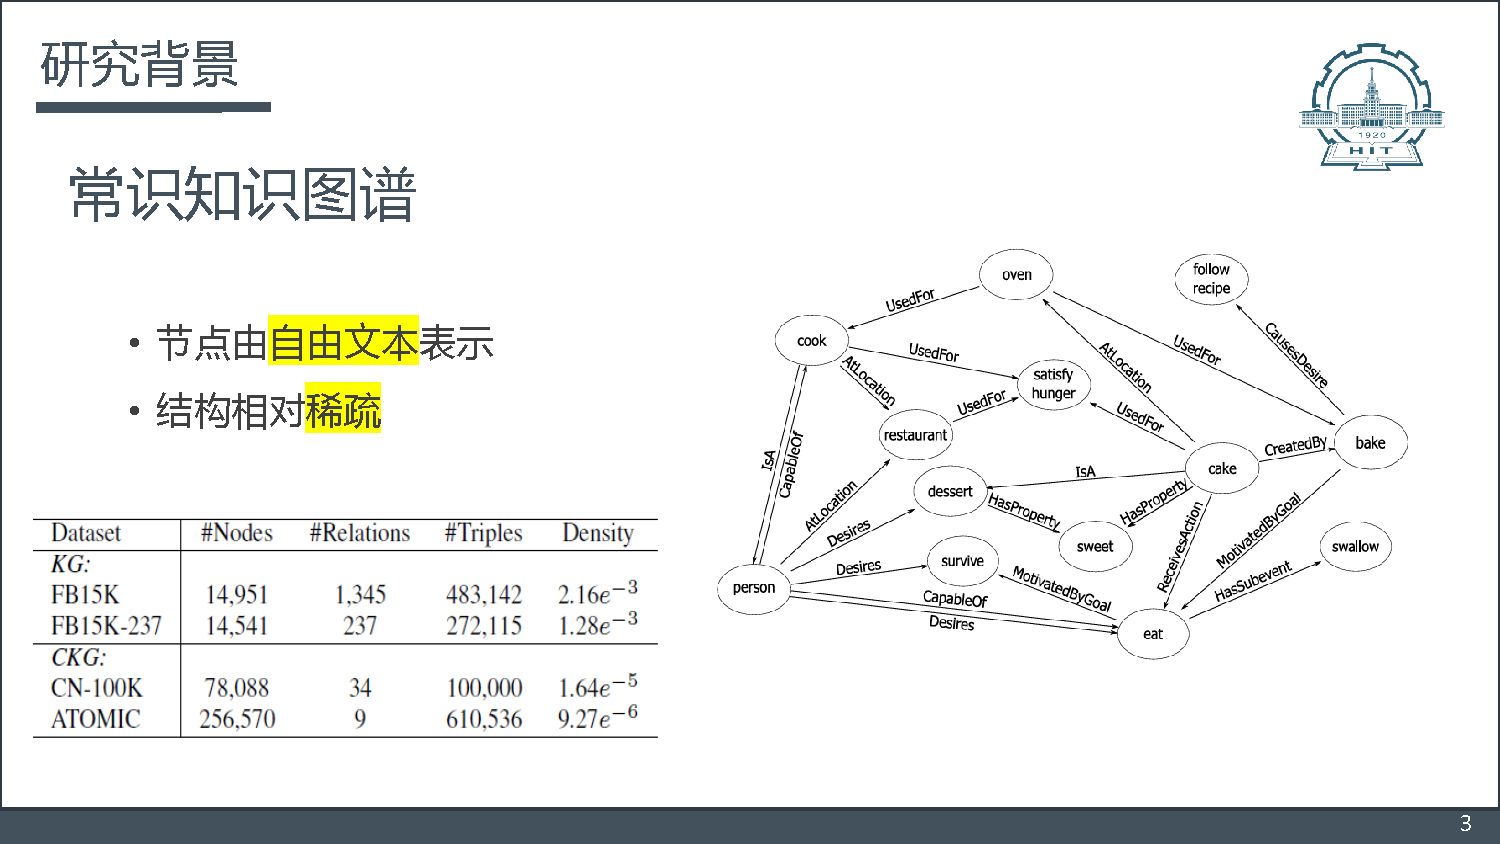 研究背景
1920
HIT
常识知识图谱
• 节点由自由文本表示
• 结构相对稀疏
Dataset #Nodes #Relations #Triples Density
KG:
FB15K 14,951 1,345 483,142 2.16e−3
FB15K-237 14,541 237 272,115 1.28e−3
CKG:
CN-100K 78,088 34 100,000 1.64e−5
ATOMIC 256,570 9 610,536 9.27e−6
oven
follow
recipe
UsedFor
cook
UsedFor
AtLocation
UsedFor
CausesDesire
satisfy
hunger
AtLocation
UsedFor
UsedFor
restaurant
bake
CreatedBy
IsA
CapableOf
cake
IsA
dessert
HasProperty
HasProperty
AtLocation
Desires
sweet
ReceivesAction
MotivatedByGoal
swallow
survive
Desires
person
MotivatedByGoal
HasSubevent
CapableOf
Desires
eat
3